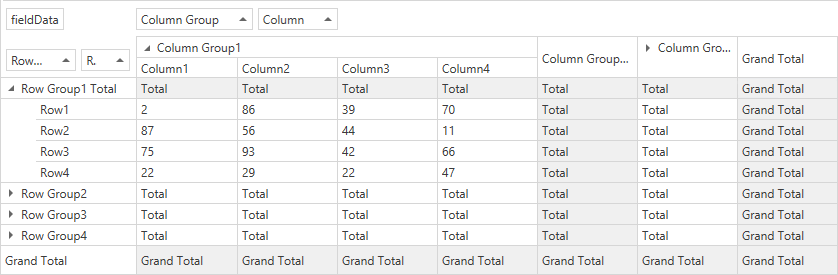 fieldData Column Group Column
Row... R. Column Group1 Column Group... Column Gro... Grand Total
Column1 Column2 Column3 Column4
Row Group1 Total Total Total Total Total Total Total Grand Total
Row1 2 86 39 70 Total Total Grand Total
Row2 87 56 44 11 Total Total Grand Total
Row3 75 93 42 66 Total Total Grand Total
Row4 22 29 22 47 Total Total Grand Total
Row Group2 Total Total Total Total Total Total Grand Total
Row Group3 Total Total Total Total Total Total Grand Total
Row Group4 Total Total Total Total Total Total Grand Total
Grand Total Grand Total Grand Total Grand Total Grand Total Grand Total Grand Total Grand Total